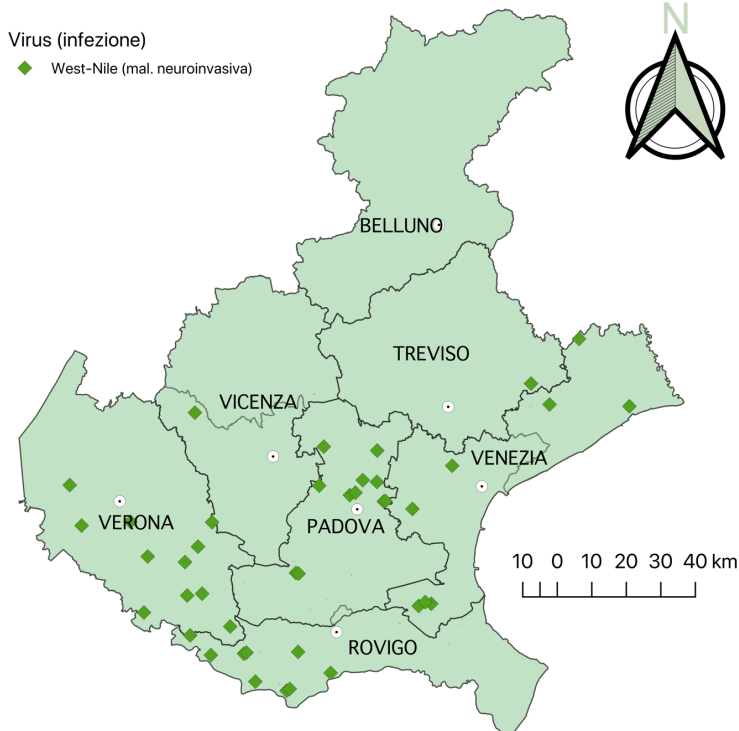 N
Virus (infezione)
West-Nile (mal. neuroinvasiva)
BELLUNO
TREVISO
VICENZA
VENEZIA
VERONA
PADOVA
10 0 10 20 30 40 km
ROVIGO